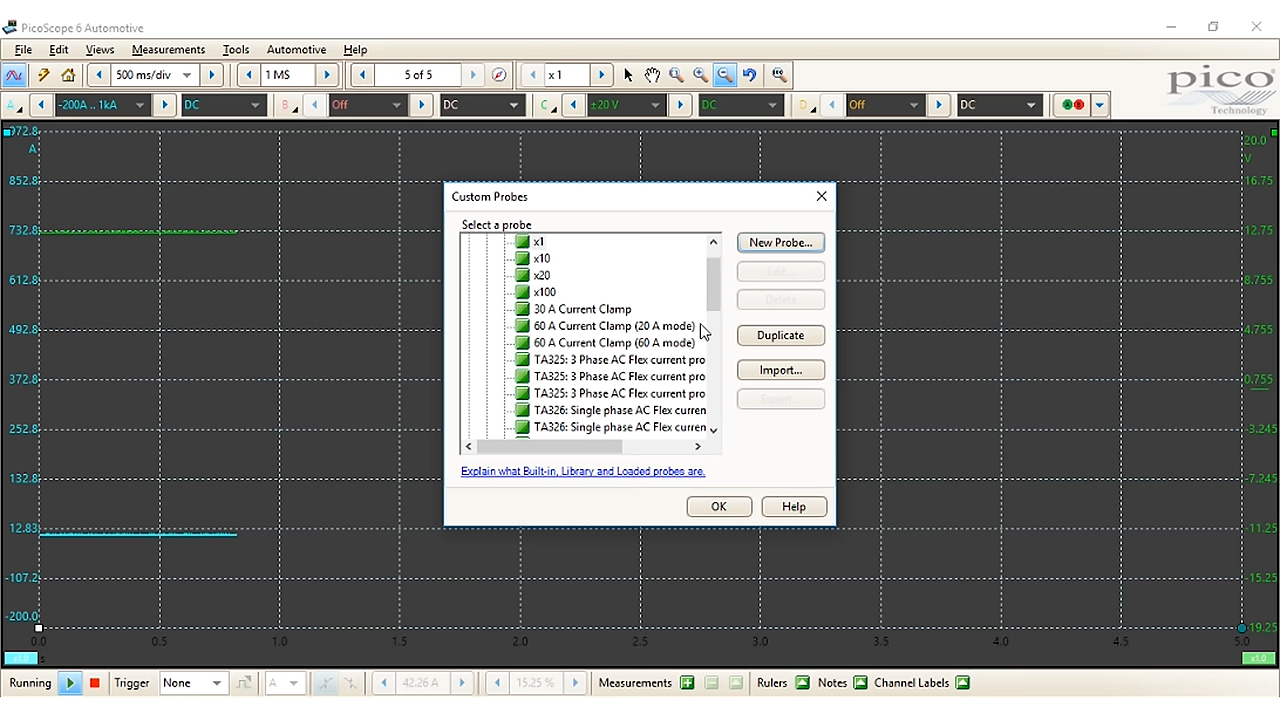 PicoScope 6 Automotive
File Edit Views Measurements Tools Automotive Help
500 ms/div 1 MS 5 of 5 x 1
pico
Technology
A -200A .. 1kA DC B Off DC C ±20 V DC D Off DC
972.8
A
852.8
732.8
612.8
492.8
372.8
252.8
132.8
12.83
-107.2
-200.0
20.0
V
16.75
12.75
8.755
4.755
0.755
-3.245
-7.245
-11.25
-15.25
19.25
Custom Probes
Select a probe
x1
x10
x20
x100
30 A Current Clamp
60 A Current Clamp (20 A mode)
60 A Current Clamp (60 A mode)
TA325: 3 Phase AC Flex current pro
TA325: 3 Phase AC Flex current pro
TA325: 3 Phase AC Flex current pro
TA326: Single phase AC Flex curren
TA326: Single phase AC Flex curren
New Probe...
Edit...
Delete
Duplicate
Import...
Export...
Explain what Built-in, Library and Loaded probes are.
OK Help
0.0 0.5 1.0 1.5 2.0 2.5 3.0 3.5 4.0 4.5 5.0
x1.0 s x1.0
Running Trigger None A 42.26 A 15.25 % Measurements Rulers Notes Channel Labels